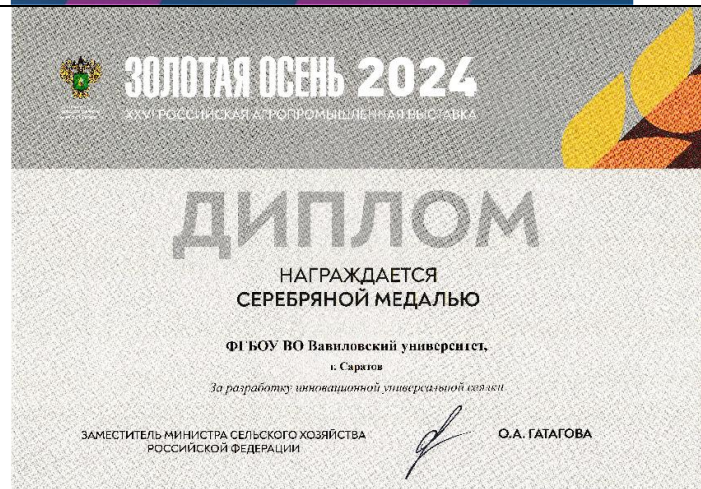 ЗОЛОТАЯ ОСЕНЬ 2024
XXVI РОССИЙСКАЯ АГРОПРОМЫШЛЕННАЯ ВЫСТАВКА
ДИПЛОМ
НАГРАЖДАЕТСЯ
СЕРЕБРЯНОЙ МЕДАЛЬЮ
ФГБОУ ВО Вавиловский университет,
г. Саратов
За разработку инновационной универсальной сеялки
ЗАМЕСТИТЕЛЬ МИНИСТРА СЕЛЬСКОГО ХОЗЯЙСТВА
РОССИЙСКОЙ ФЕДЕРАЦИИ
О.А. ГАТАГОВА